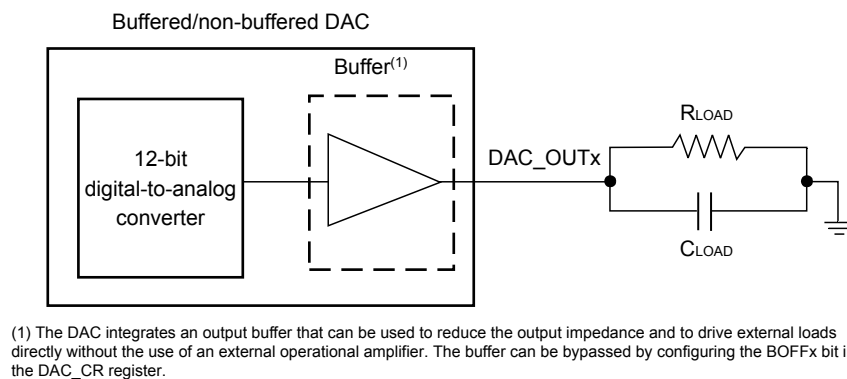 Buffered/non-buffered DAC
Buffer(1)
12-bit
digital-to-analog
converter
DAC_OUTx
RLOAD
CLOAD
(1) The DAC integrates an output buffer that can be used to reduce the output impedance and to drive external loads
directly without the use of an external operational amplifier. The buffer can be bypassed by configuring the BOFFx bit i
the DAC_CR register.